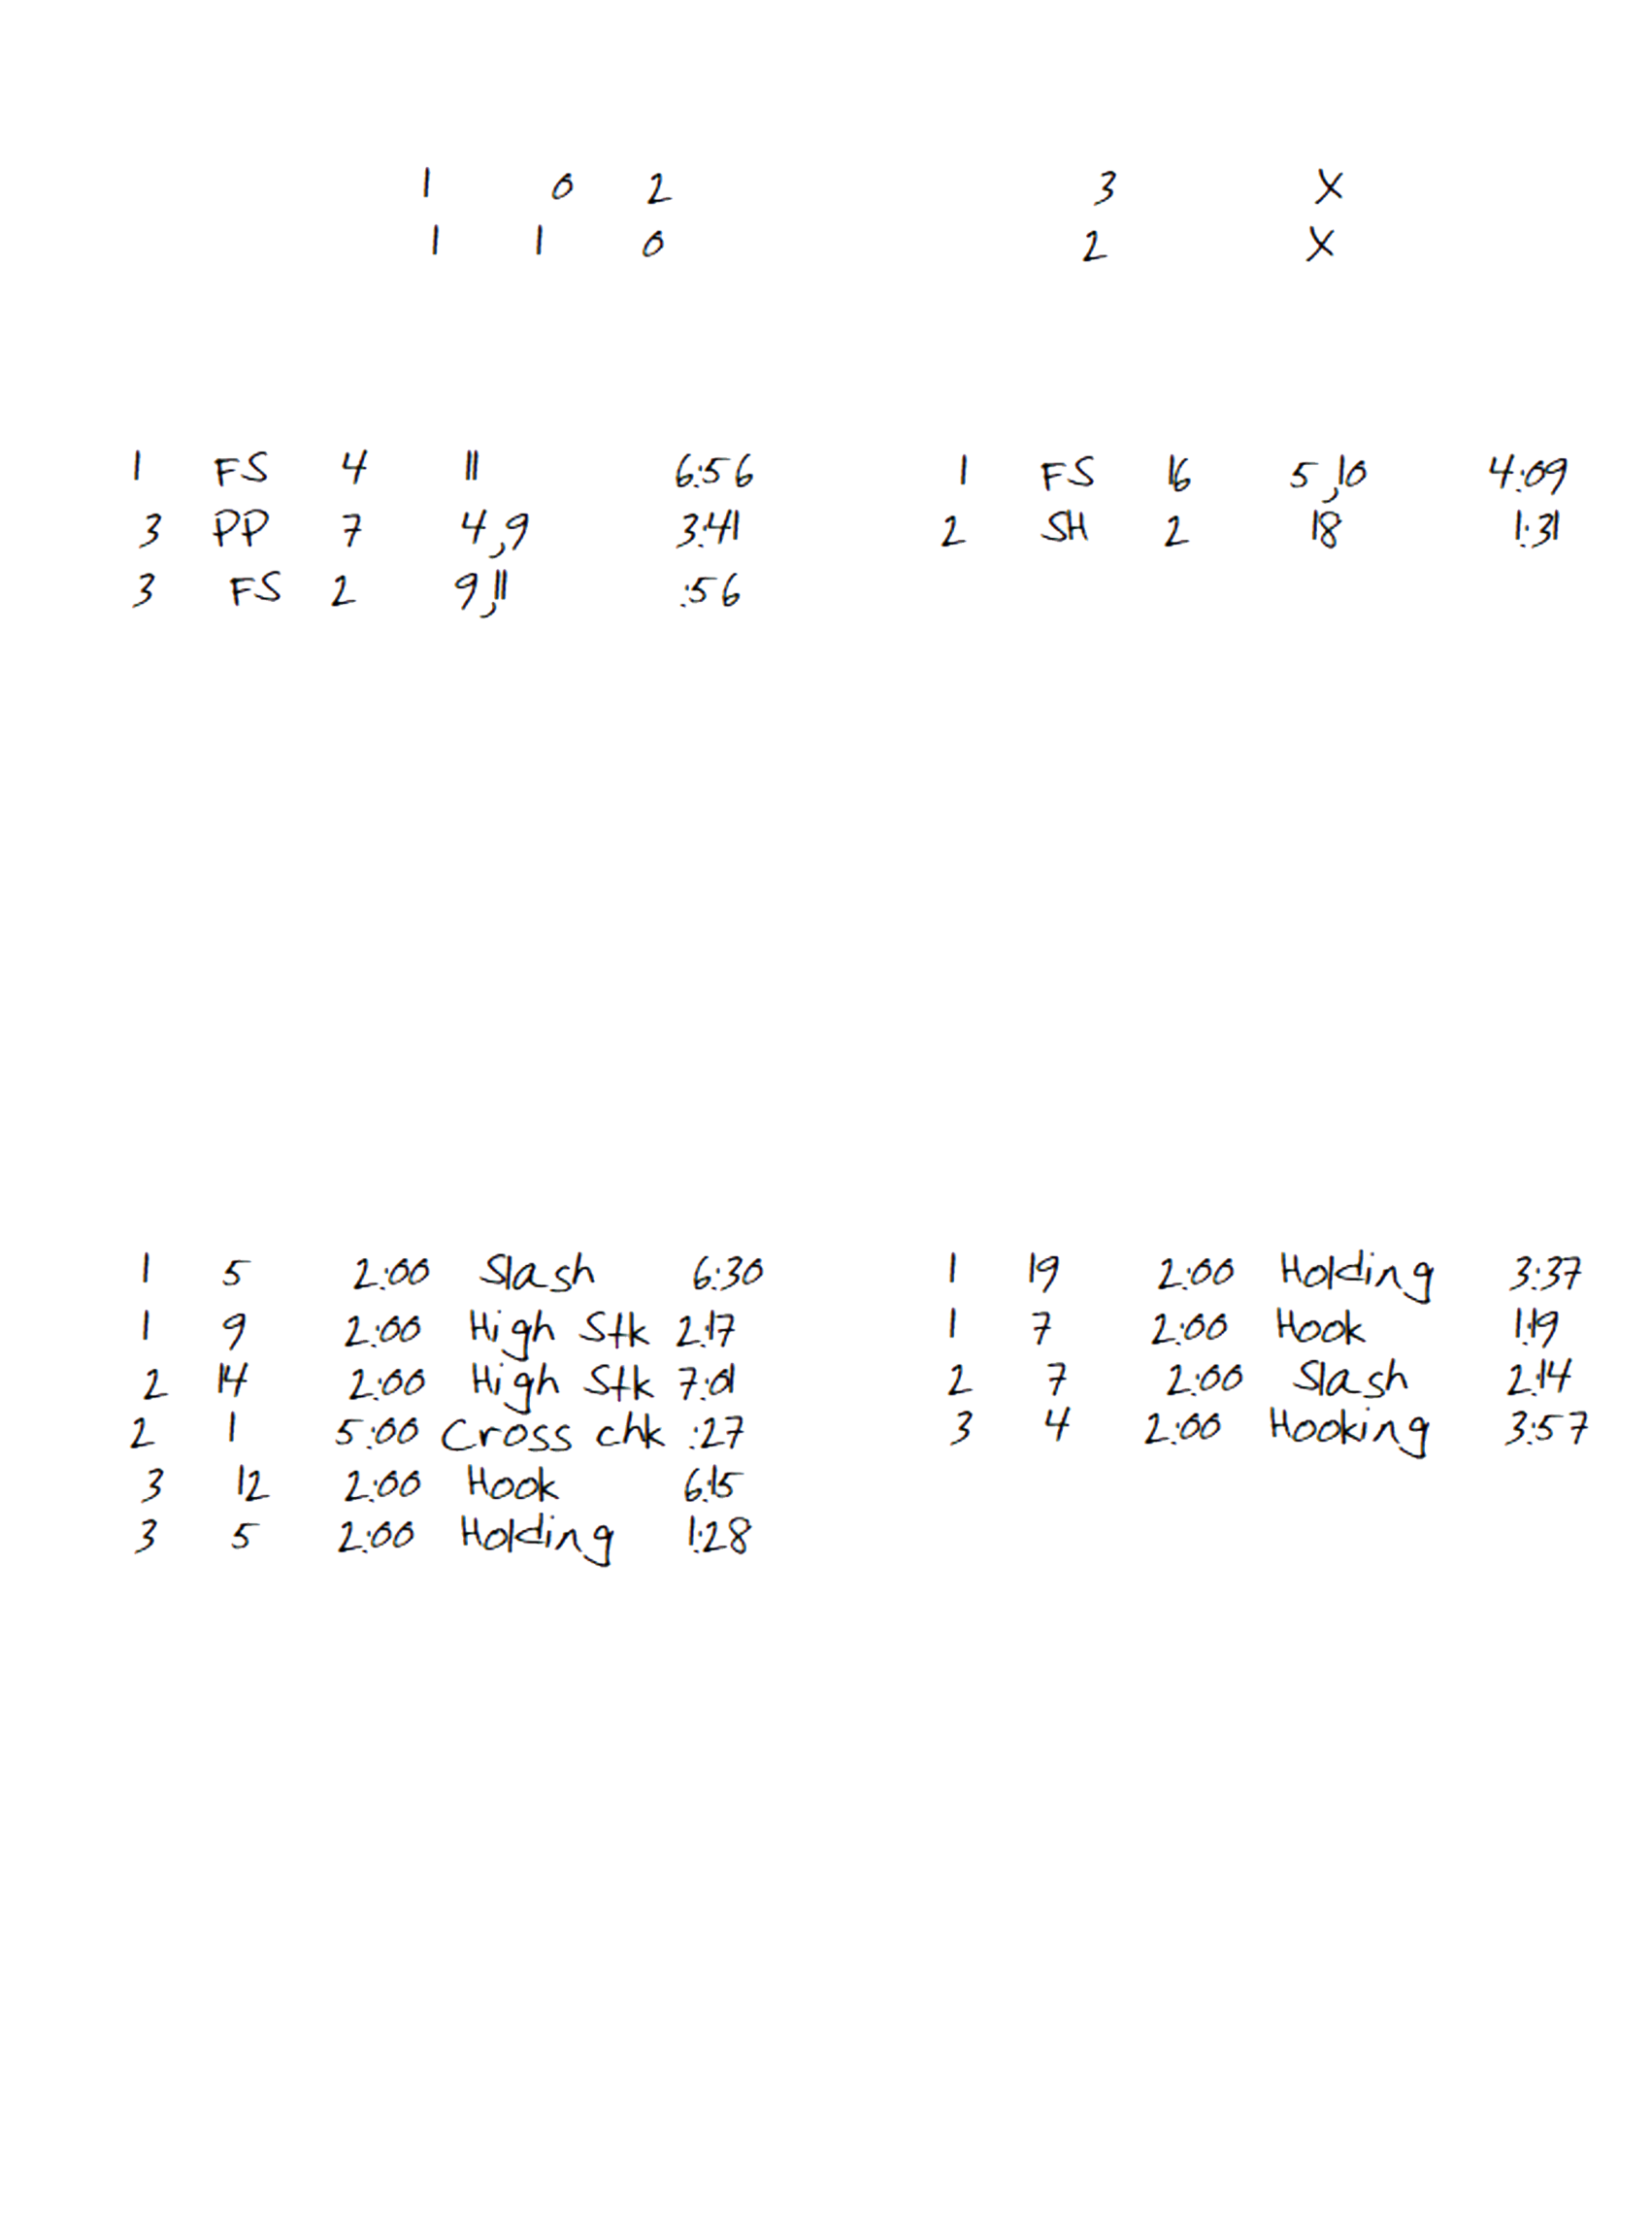 1 0 2 3 X
1 1 0 2 X
1 FS 4 11 6:56 1 FS 16 5,10 4:09
3 PP 7 4,9 3:41 2 SH 2 18 1:31
3 FS 2 9,11 :56
1 5 2:00 Slash 6:30 1 19 2:00 Holding 3:37
1 9 2:00 High Stk 2:17 1 7 2:00 Hook 1:19
2 14 2:00 High Stk 7:01 2 7 2:00 Slash 2:14
2 1 5:00 Cross chk :27 3 4 2:00 Hooking 3:57
3 12 2:00 Hook 6:15
3 5 2:00 Holding 1:28